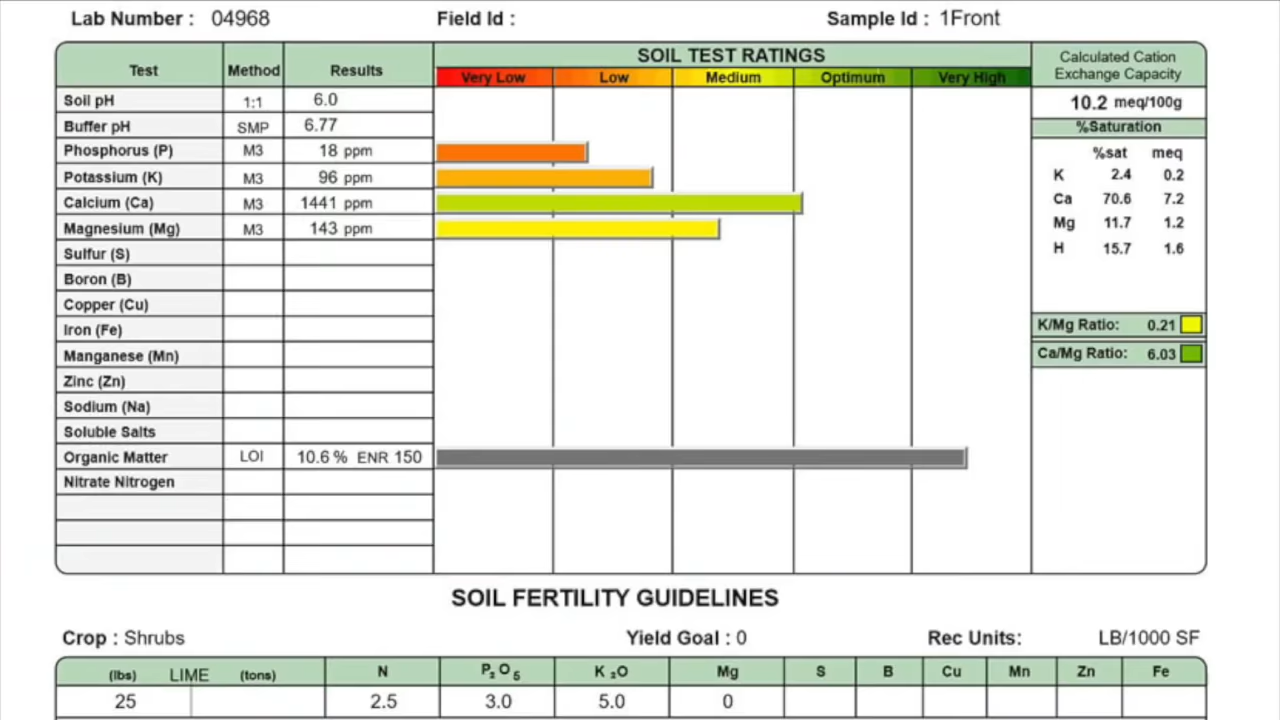 Lab Number : 04968 Field Id : Sample Id : 1Front
SOIL TEST RATINGS
Test Method Results Very Low Low Medium Optimum Very High
Calculated Cation
Exchange Capacity
10.2 meq/100g
%Saturation
%sat meq
K 2.4 0.2
Ca 70.6 7.2
Mg 11.7 1.2
H 15.7 1.6
K/Mg Ratio: 0.21
Ca/Mg Ratio: 6.03
Soil pH 1:1 6.0
Buffer pH SMP 6.77
Phosphorus (P) M3 18 ppm
Potassium (K) M3 96 ppm
Calcium (Ca) M3 1441 ppm
Magnesium (Mg) M3 143 ppm
Sulfur (S)
Boron (B)
Copper (Cu)
Iron (Fe)
Manganese (Mn)
Zinc (Zn)
Sodium (Na)
Soluble Salts
Organic Matter LOI 10.6 % ENR 150
Nitrate Nitrogen
SOIL FERTILITY GUIDELINES
Crop : Shrubs Yield Goal : 0 Rec Units: LB/1000 SF
(lbs) LIME (tons) N P₂O₅ K₂O Mg S B Cu Mn Zn Fe
25 2.5 3.0 5.0 0